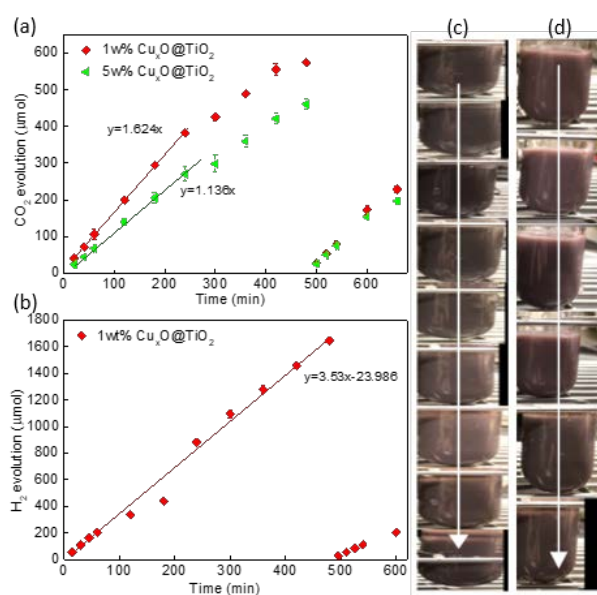 (a)
600
500
400
300
200
100
0
CO₂ evolution (µmol)
1w% CuₓO@TiO₂
5w% CuₓO@TiO₂
y=1.624x
y=1.136x
0 100 200 300 400 500 600
Time (min)
(b)
1800
1600
1400
1200
1000
800
600
400
200
0
H₂ evolution (µmol)
1wt% CuₓO@TiO₂
y=3.53x-23.986
0 100 200 300 400 500 600
Time (min)
(c)
(d)